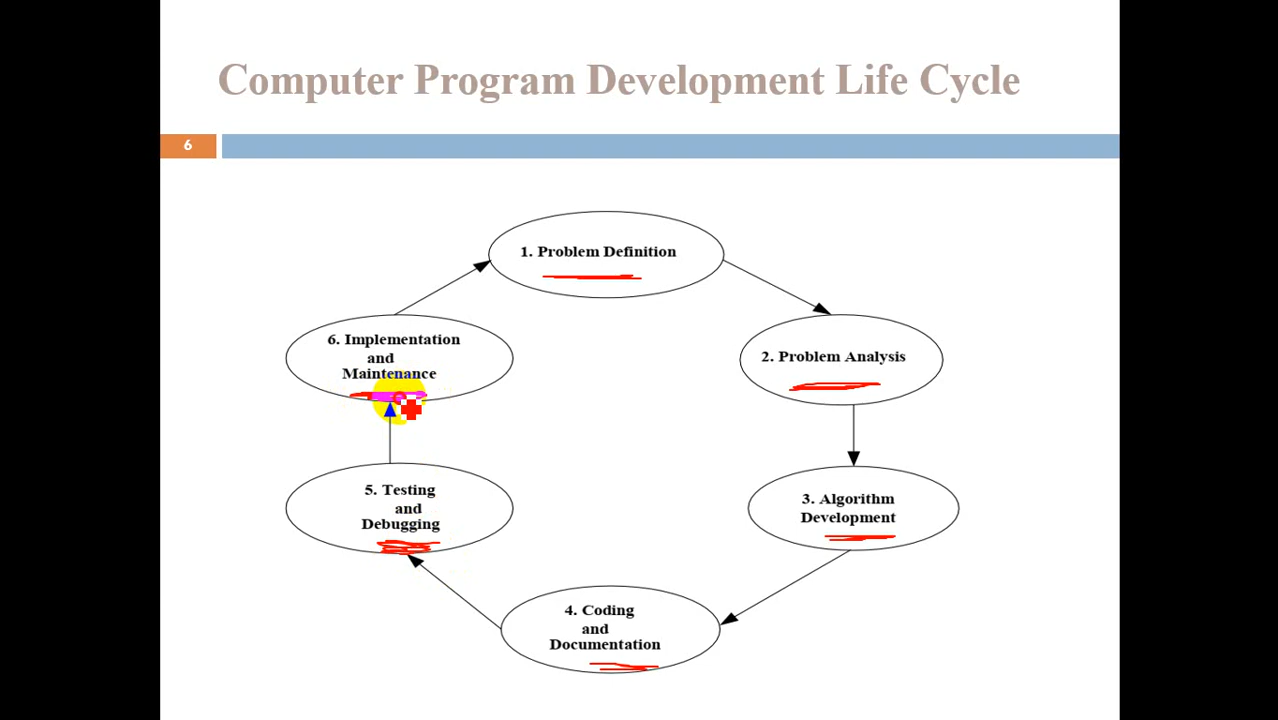 Computer Program Development Life Cycle
6
1. Problem Definition
2. Problem Analysis
3. Algorithm
Development
4. Coding
and
Documentation
5. Testing
and
Debugging
6. Implementation
and
Maintenance